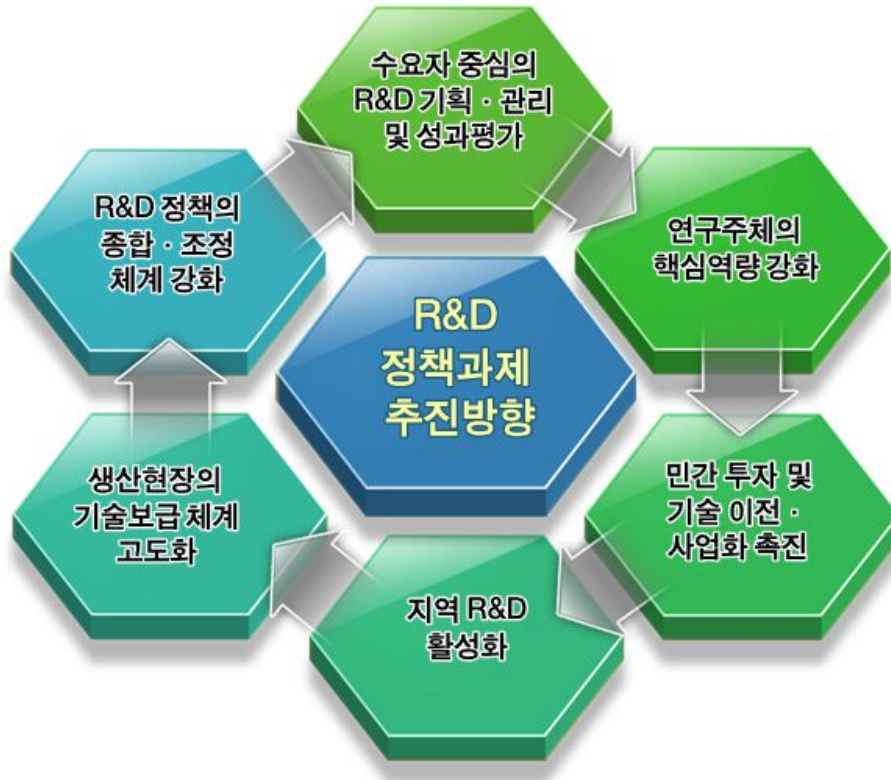 수요자 중심의
R&D 기획 · 관리
및 성과평가
R&D 정책의
종합 · 조정
체계 강화
연구주체의
핵심역량 강화
R&D
정책과제
추진방향
생산현장의
기술보급 체계
고도화
민간 투자 및
기술 이전 ·
사업화 촉진
지역 R&D
활성화